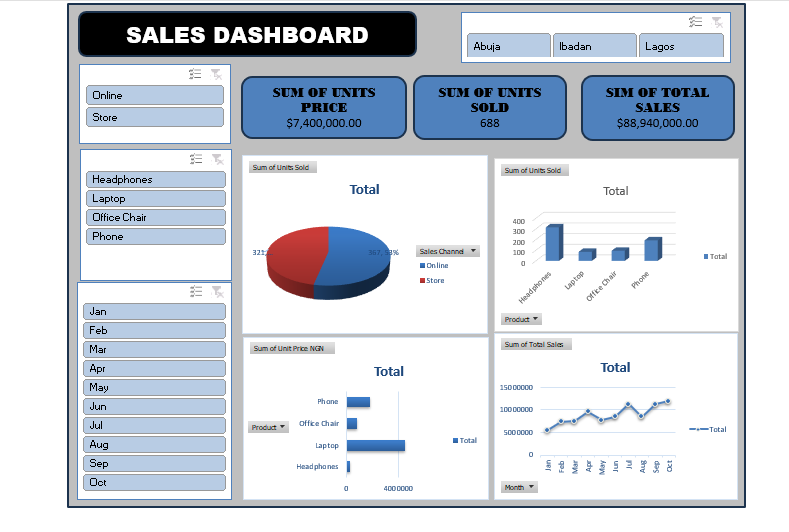 SALES DASHBOARD
Abuja
Ibadan
Lagos
Online
Store
SUM OF UNITS
PRICE
$7,400,000.00
SUM OF UNITS
SOLD
688
SIM OF TOTAL
SALES
$88,940,000.00
Headphones
Laptop
Office Chair
Phone
Jan
Feb
Mar
Apr
May
Jun
Jul
Aug
Sep
Oct
Sum of Units Sold
Total
321,
367, 53%
Sales Channel
Online
Store
Sum of Units Sold
Total
400
300
200
100
0
Headphones
Laptop
Office Chair
Phone
Total
Product
Sum of Unit Price NGN
Total
Product
Phone
Office Chair
Laptop
Headphones
0
4000000
Total
Sum of Total Sales
Total
15000000
10000000
5000000
0
Jan
Feb
Mar
Apr
May
Jun
Jul
Aug
Sep
Oct
Total
Month